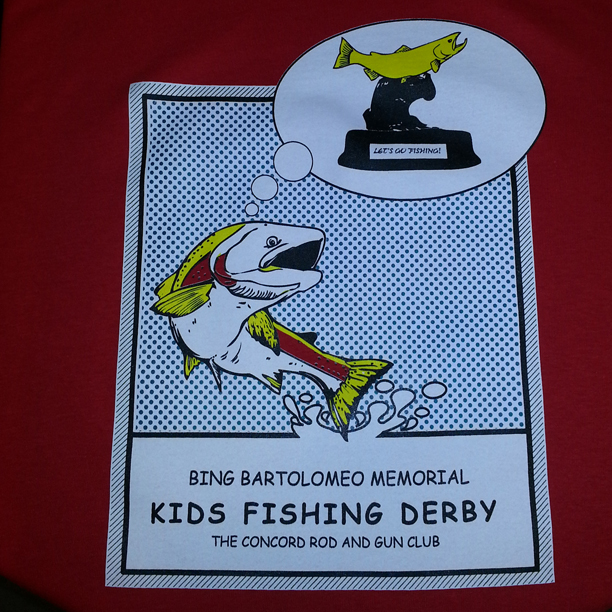 LET'S GO FISHING!
BING BARTOLOMEO MEMORIAL
KIDS FISHING DERBY
THE CONCORD ROD AND GUN CLUB